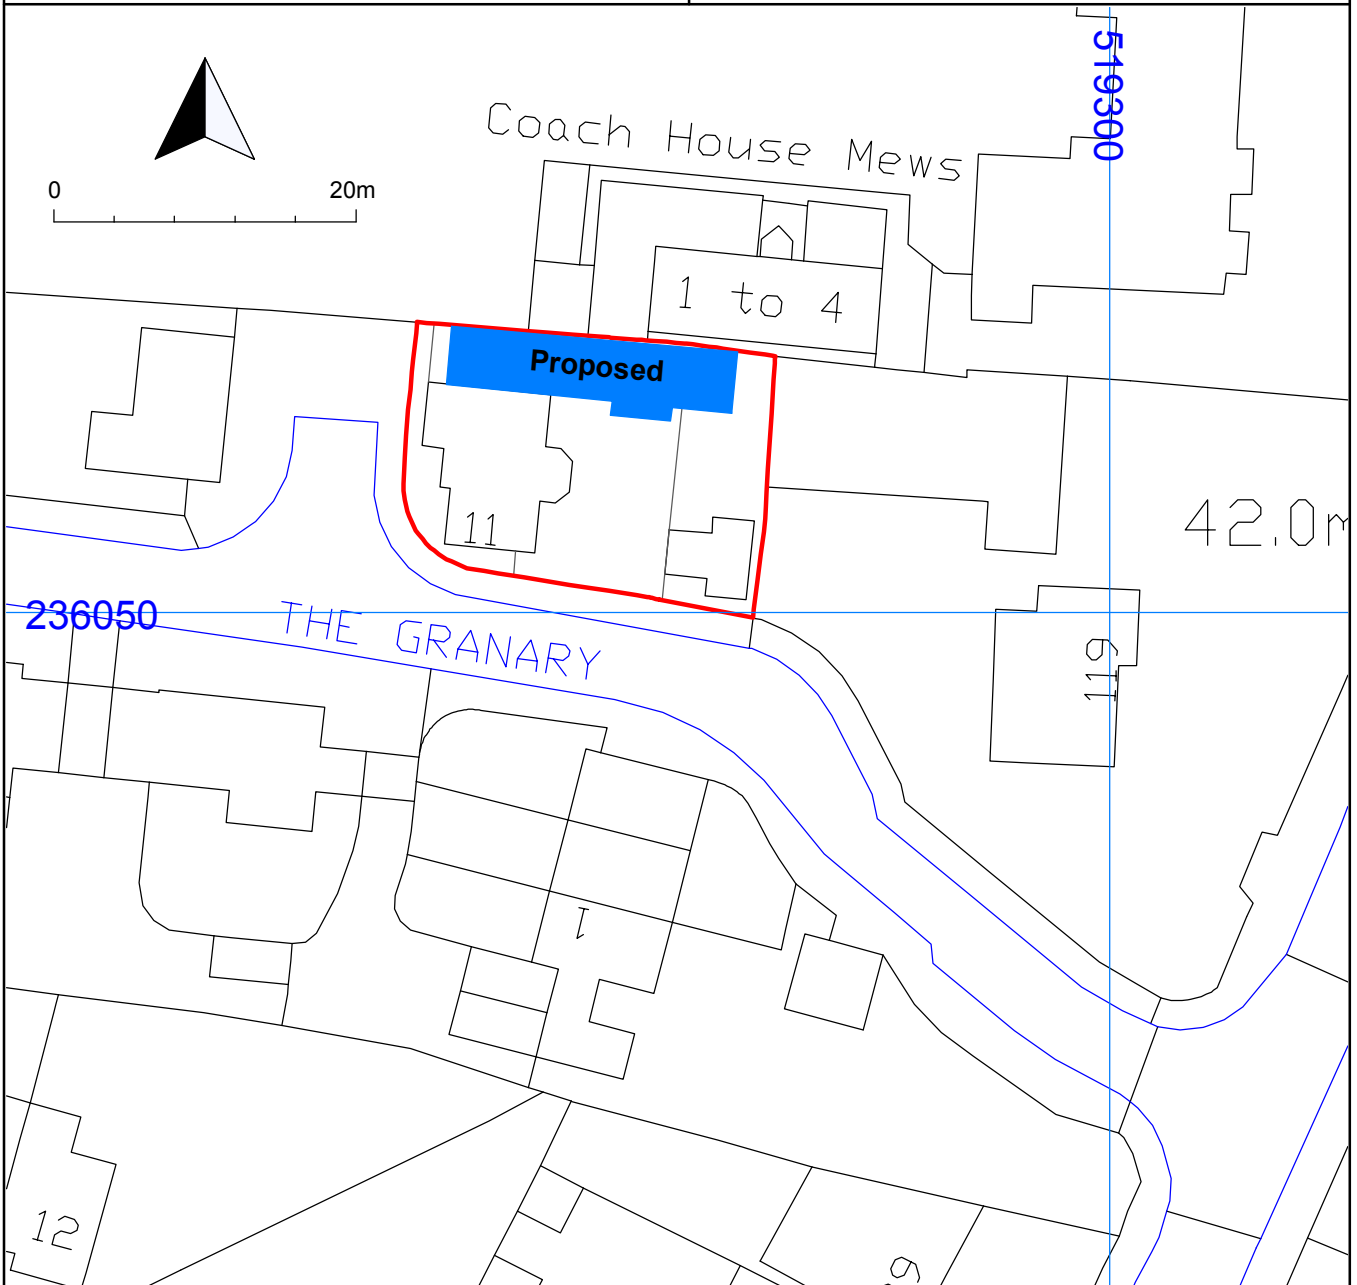 519300
Coach House Mews
0 20m
1 to 4
Proposed
42.0m
11
236050
THE GRANARY
119
1
12